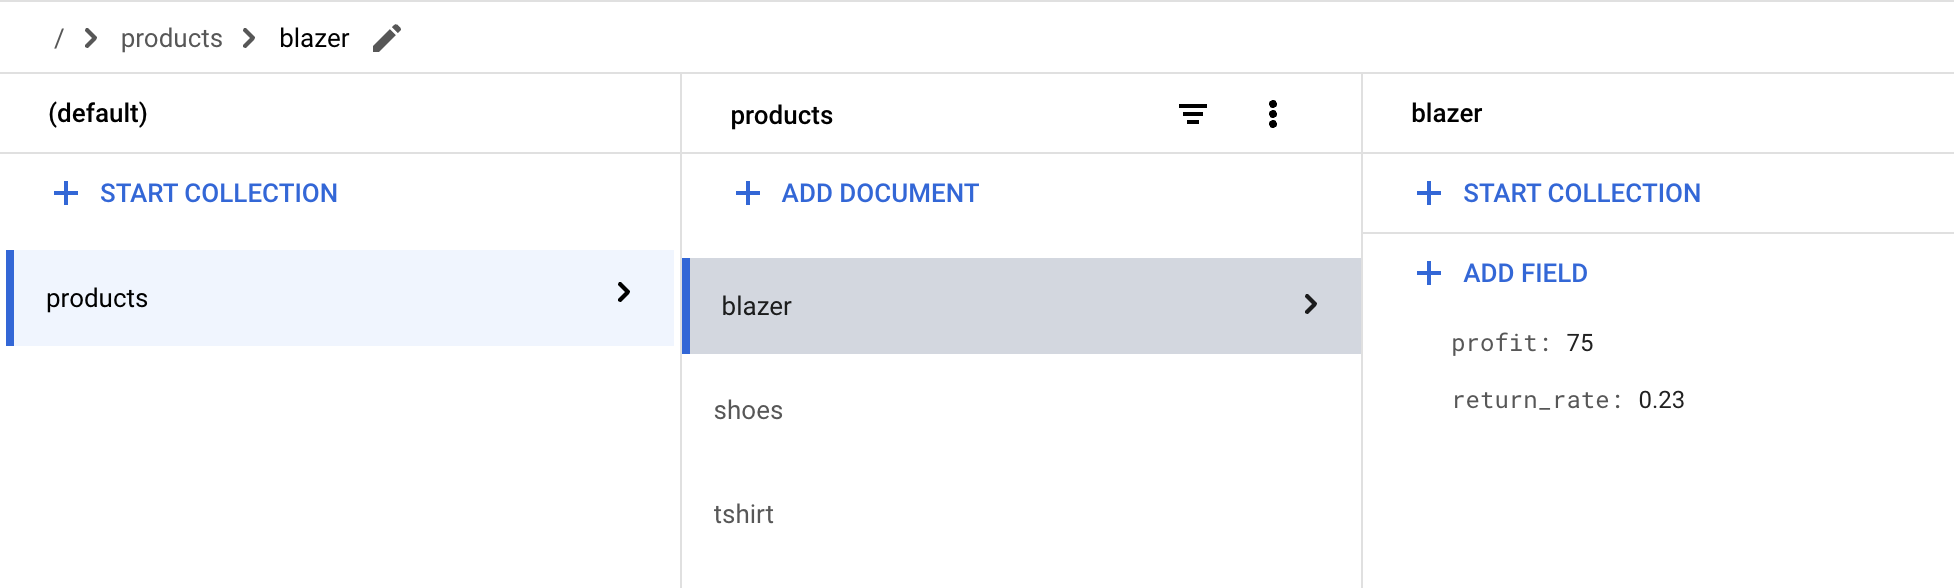 / products blazer
(default)
START COLLECTION
products
products
ADD DOCUMENT
blazer
shoes
tshirt
blazer
START COLLECTION
ADD FIELD
profit: 75
return_rate: 0.23